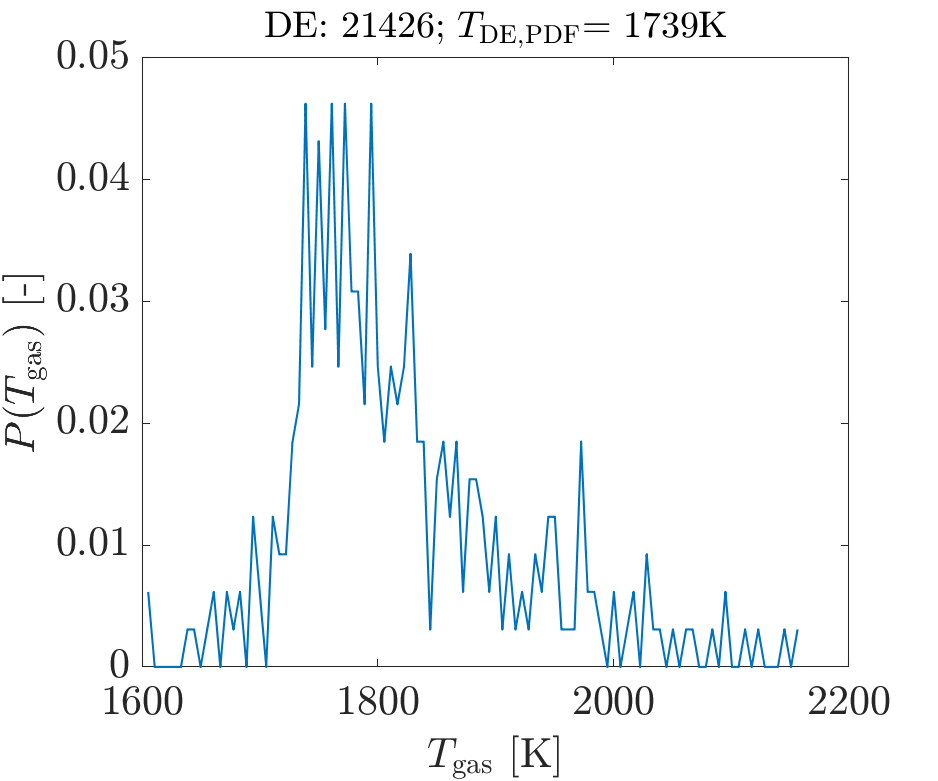 DE: 21426; T_DE,PDF= 1739K
0.05
0.04
0.03
0.02
0.01
0
P(T_gas) [-]
1600 1800 2000 2200
T_gas [K]